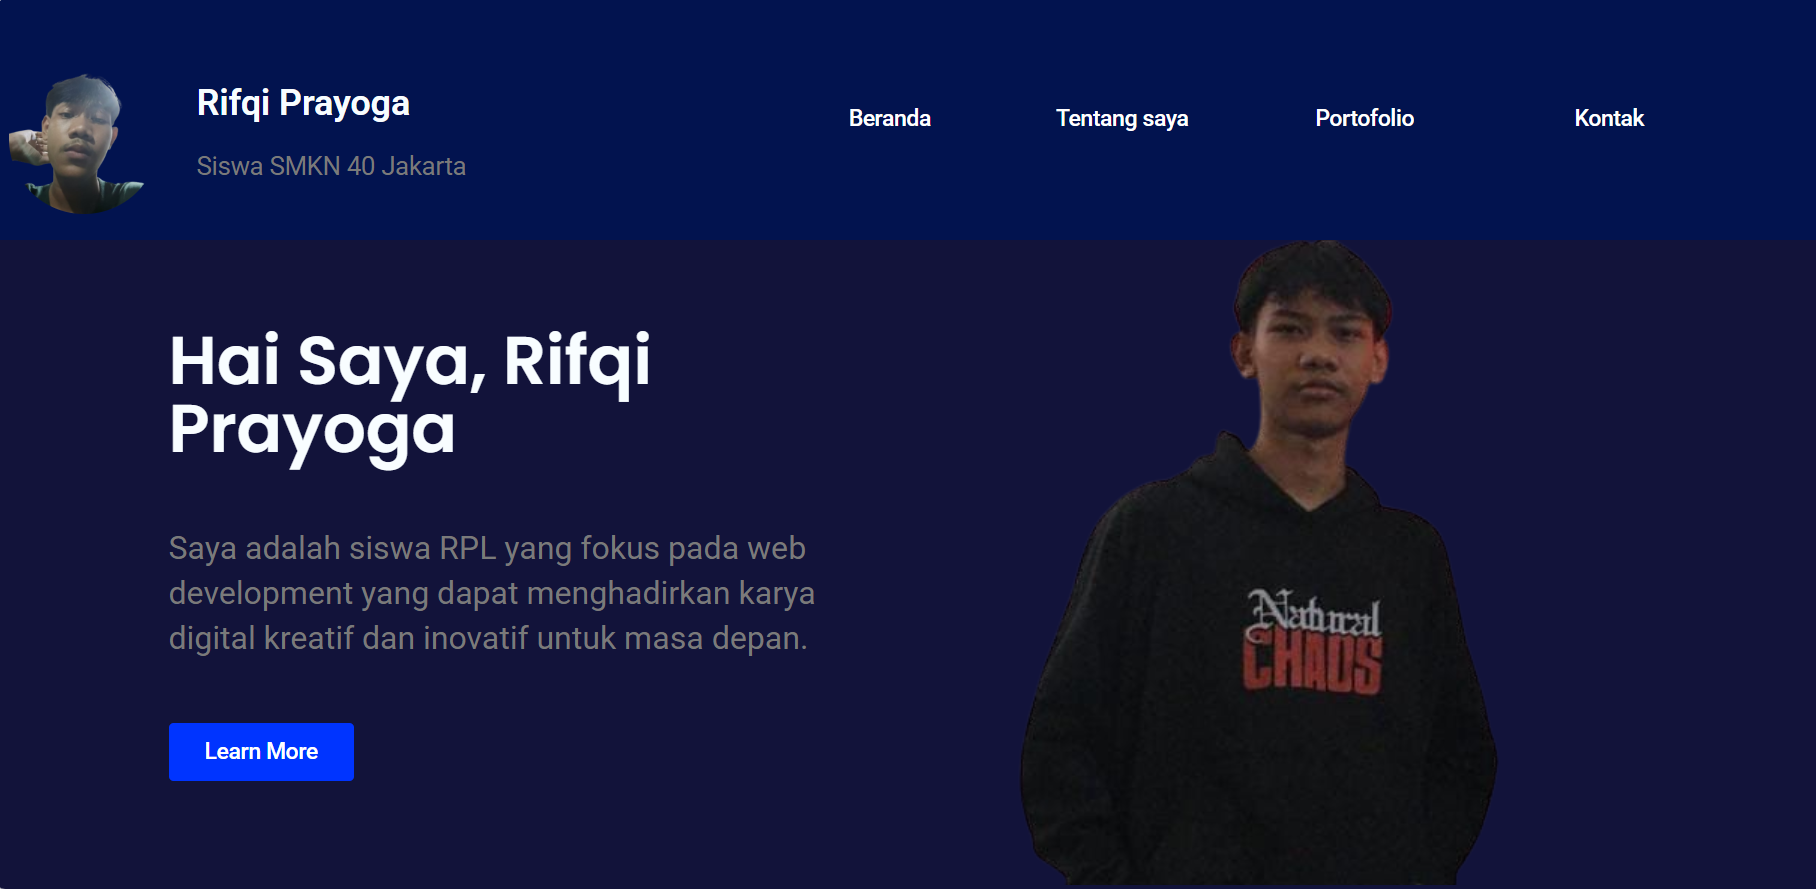 Rifqi Prayoga
Siswa SMKN 40 Jakarta
Beranda
Tentang saya
Portofolio
Kontak
Hai Saya, Rifqi
Prayoga
Saya adalah siswa RPL yang fokus pada web
development yang dapat menghadirkan karya
digital kreatif dan inovatif untuk masa depan.
Learn More
Natural
CHAOS